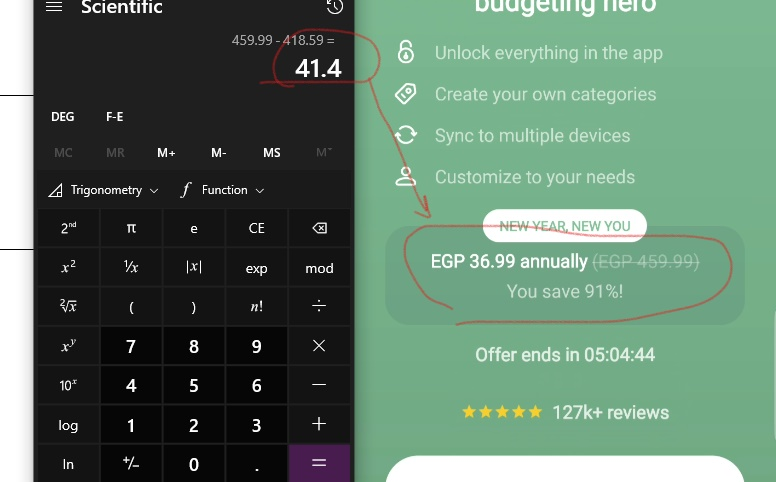 Scientific
459.99 - 418.59 =
41.4
DEG F-E
MC MR M+ M- MS M˅
Trigonometry Function
2nd π e CE
x² ¹/x |x| exp mod
²√x ( ) n! ÷
xʸ 7 8 9 ×
10ˣ 4 5 6 −
log 1 2 3 +
ln +/− 0 . =
budgeting hero
Unlock everything in the app
Create your own categories
Sync to multiple devices
Customize to your needs
NEW YEAR, NEW YOU
EGP 36.99 annually (EGP 459.99)
You save 91%!
Offer ends in 05:04:44
127k+ reviews